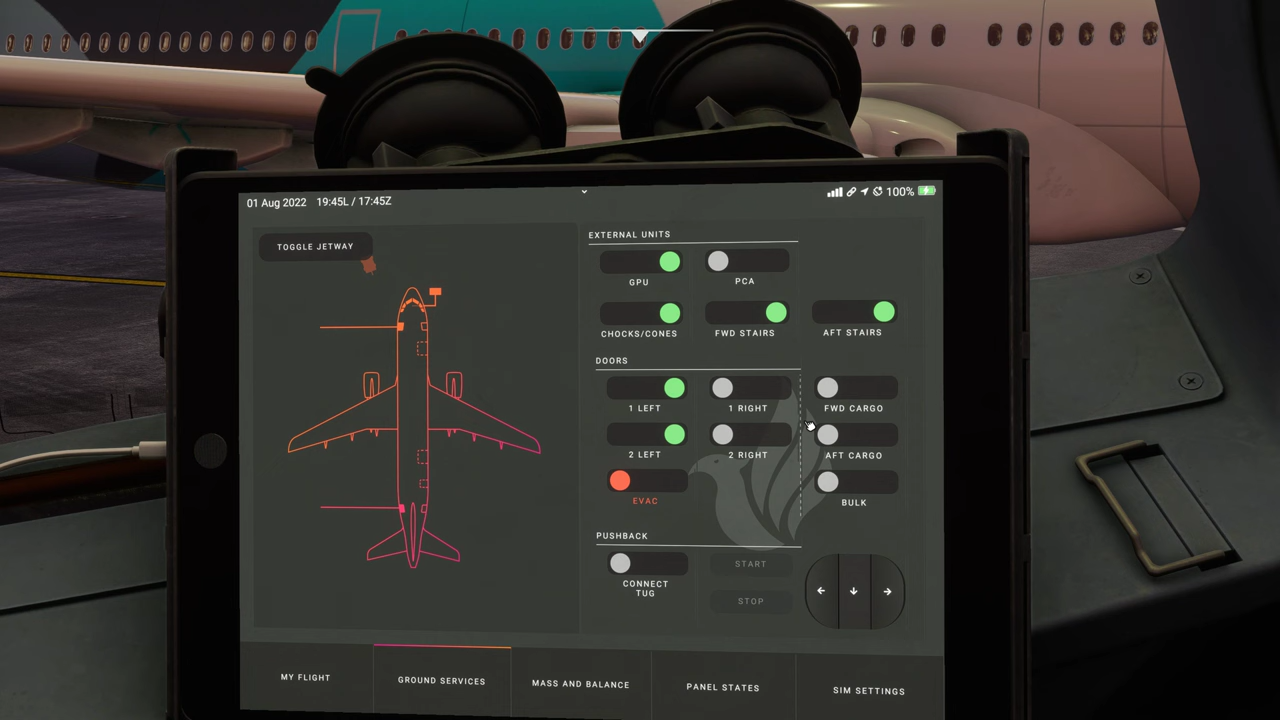 01 Aug 2022 19:45L / 17:45Z
100%
TOGGLE JETWAY
EXTERNAL UNITS
GPU
PCA
CHOCKS/CONES
FWD STAIRS
AFT STAIRS
DOORS
1 LEFT
1 RIGHT
FWD CARGO
2 LEFT
2 RIGHT
AFT CARGO
EVAC
BULK
PUSHBACK
CONNECT
TUG
START
STOP
MY FLIGHT
GROUND SERVICES
MASS AND BALANCE
PANEL STATES
SIM SETTINGS